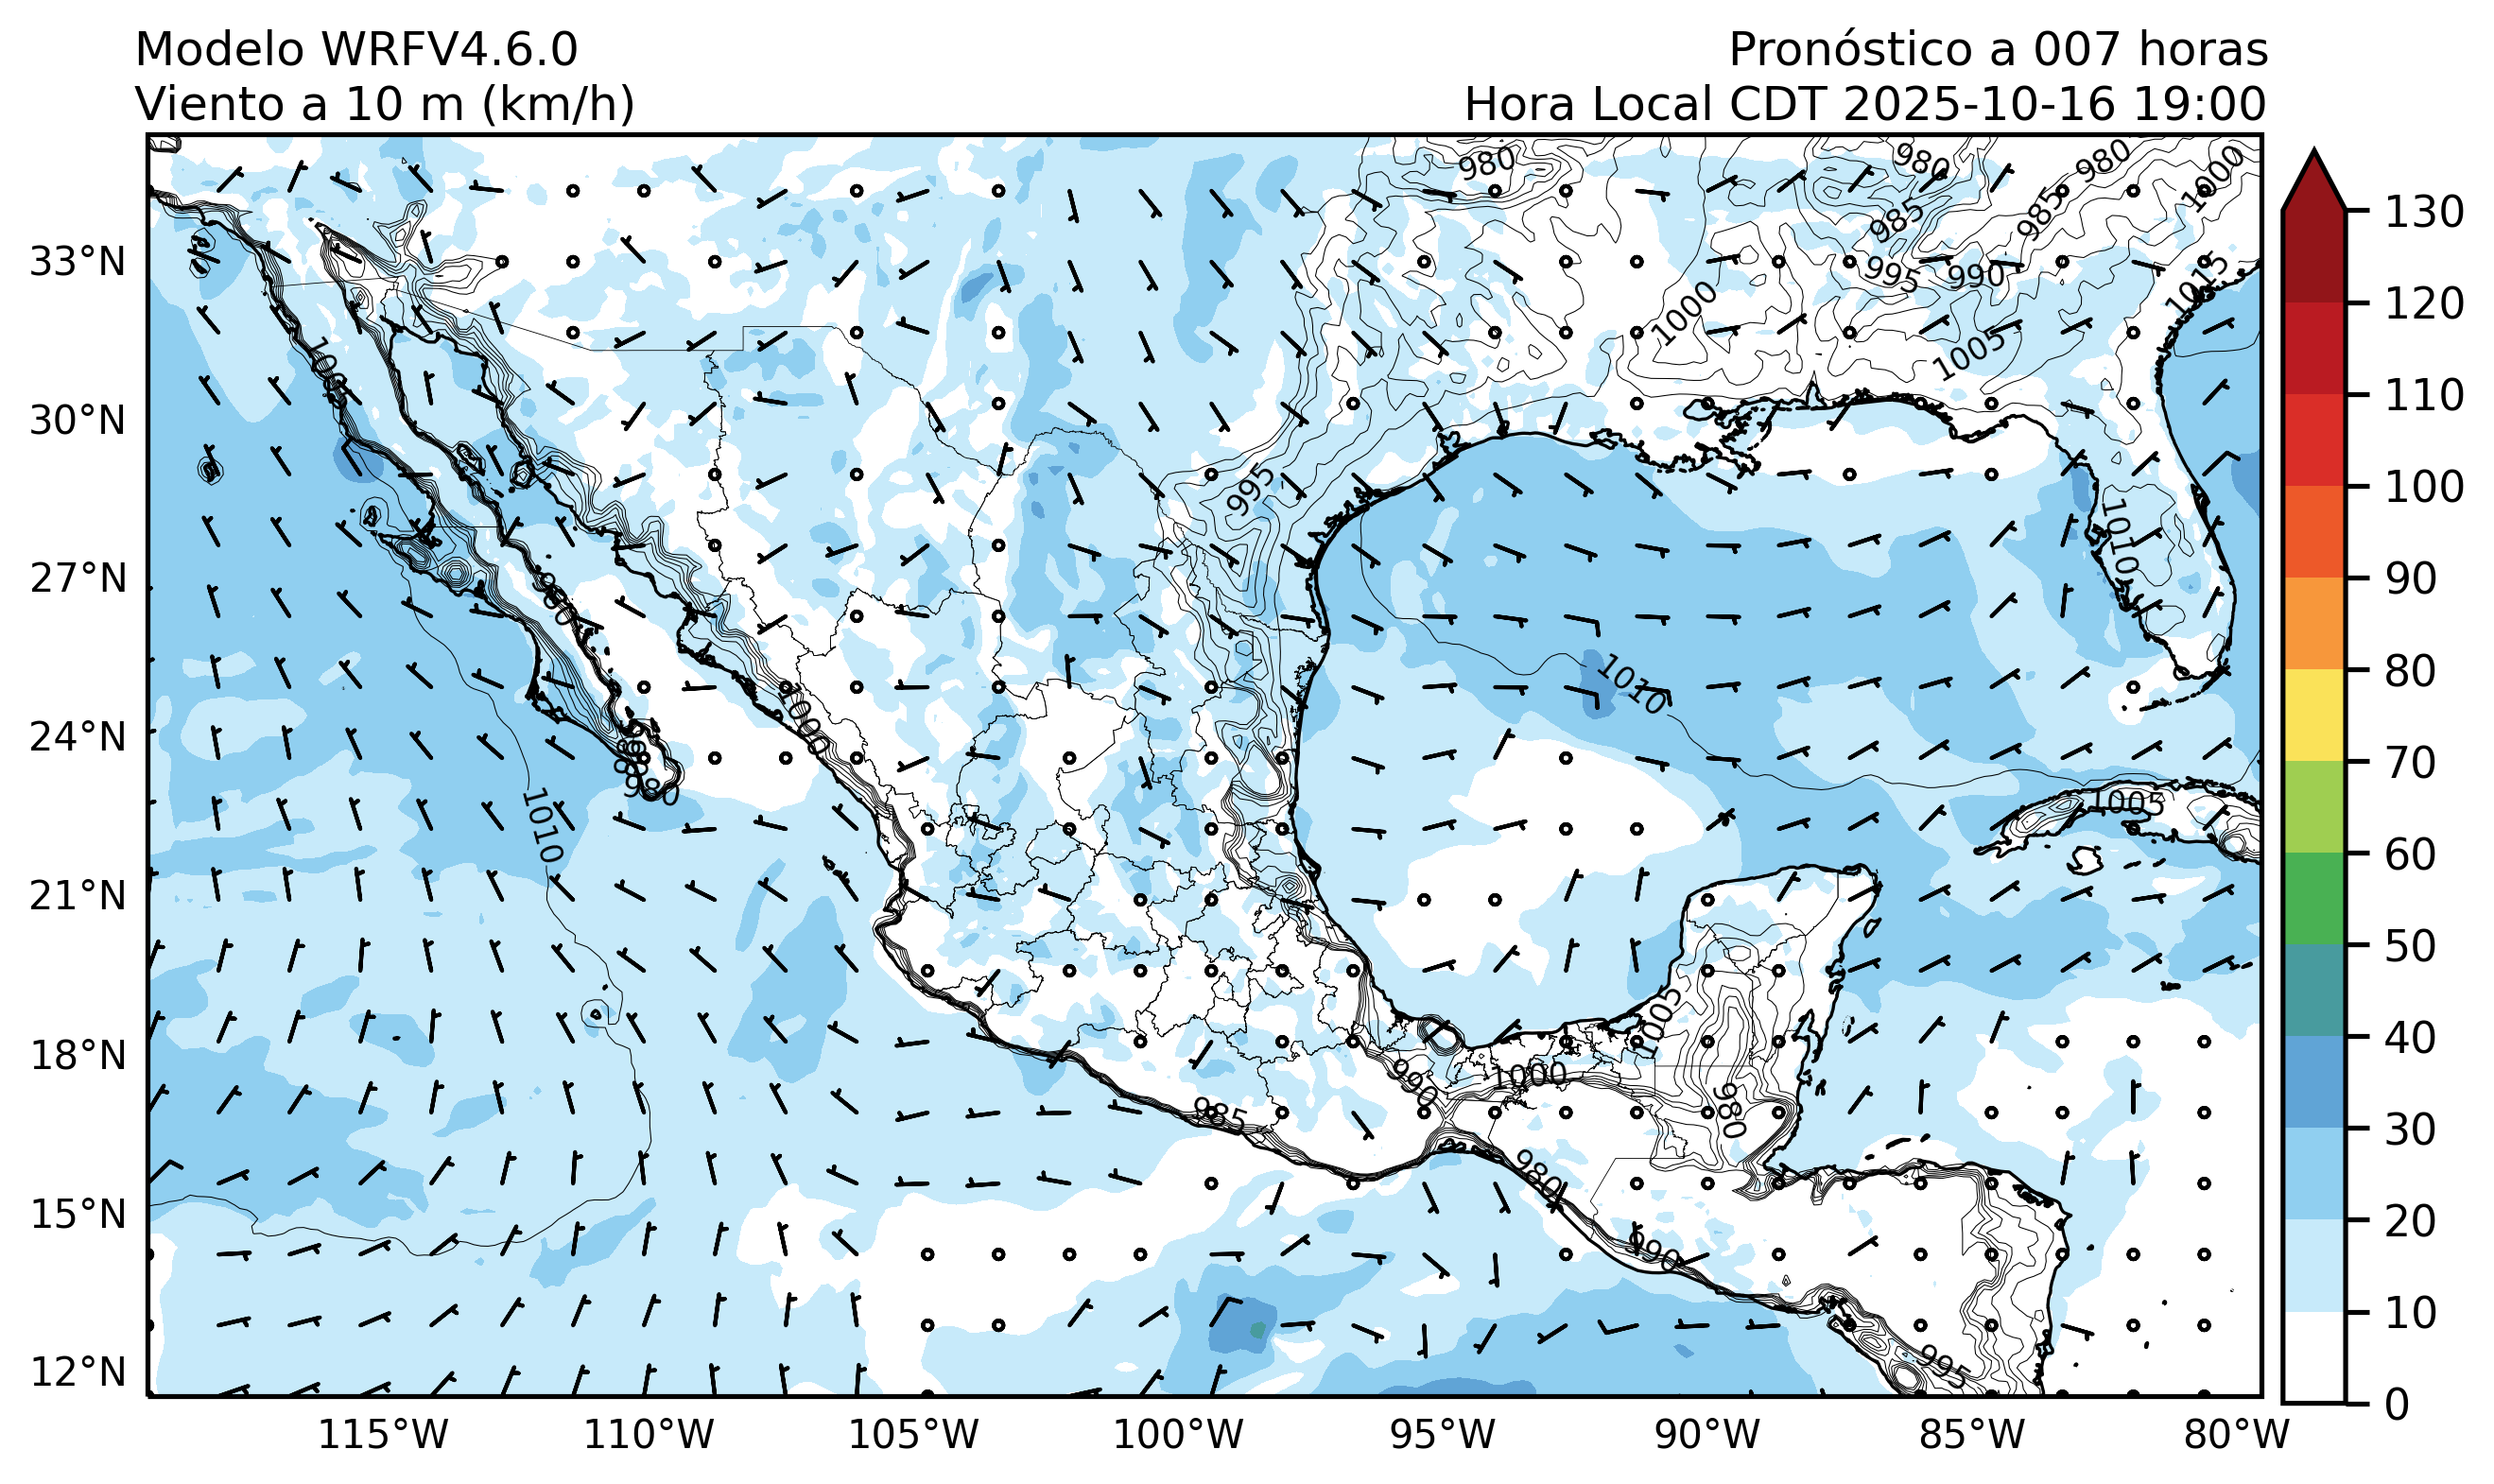 Modelo WRFV4.6.0
Viento a 10 m (km/h)
Pronóstico a 007 horas
Hora Local CDT 2025-10-16 19:00
33°N
30°N
27°N
24°N
21°N
18°N
15°N
12°N
115°W
110°W
105°W
100°W
95°W
90°W
85°W
80°W
130
120
110
100
90
80
70
60
50
40
30
20
10
0
980
980
980
1000
985
985
995
990
1015
1000
1005
995
1010
1010
1000
980
1010
1005
1005
990
1000
985
980
980
990
995